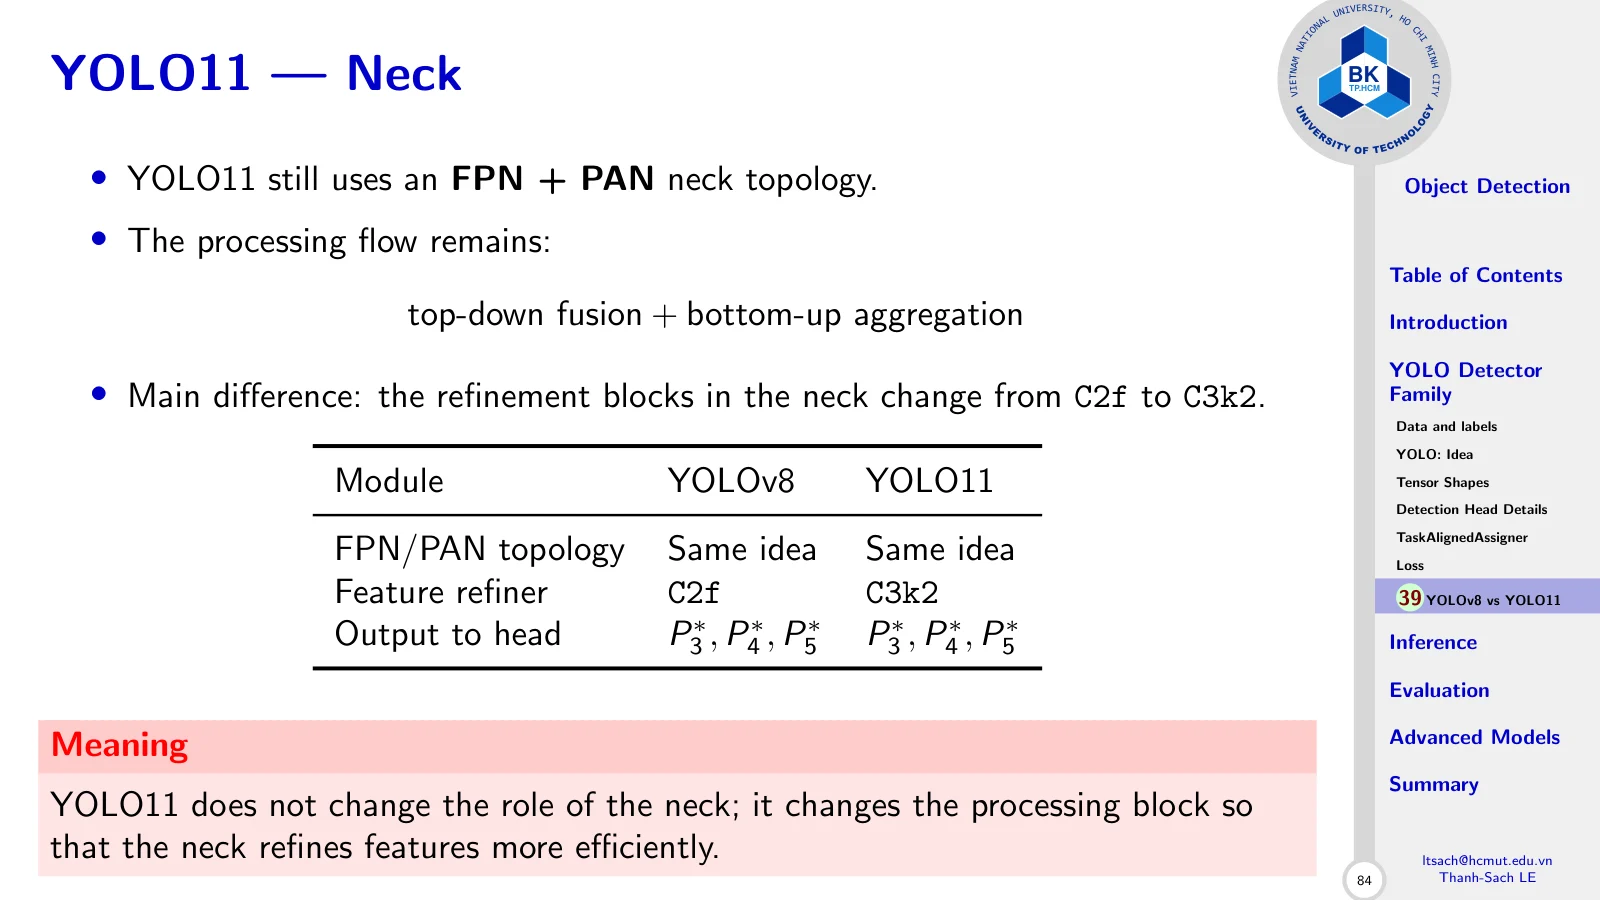 YOLO11 — Neck
• YOLO11 still uses an FPN + PAN neck topology.
• The processing flow remains:
top-down fusion + bottom-up aggregation
• Main difference: the refinement blocks in the neck change from C2f to C3k2.
Module YOLOv8 YOLO11
FPN/PAN topology Same idea Same idea
Feature refiner C2f C3k2
Output to head P₃*, P₄*, P₅* P₃*, P₄*, P₅*
Meaning
YOLO11 does not change the role of the neck; it changes the processing block so
that the neck refines features more efficiently.
VIETNAM NATIONAL UNIVERSITY, HO CHI MINH CITY
BK
TP.HCM
UNIVERSITY OF TECHNOLOGY
Object Detection
Table of Contents
Introduction
YOLO Detector
Family
Data and labels
YOLO: Idea
Tensor Shapes
Detection Head Details
TaskAlignedAssigner
Loss
39 YOLOv8 vs YOLO11
Inference
Evaluation
Advanced Models
Summary
ltsach@hcmut.edu.vn
Thanh-Sach LE
84